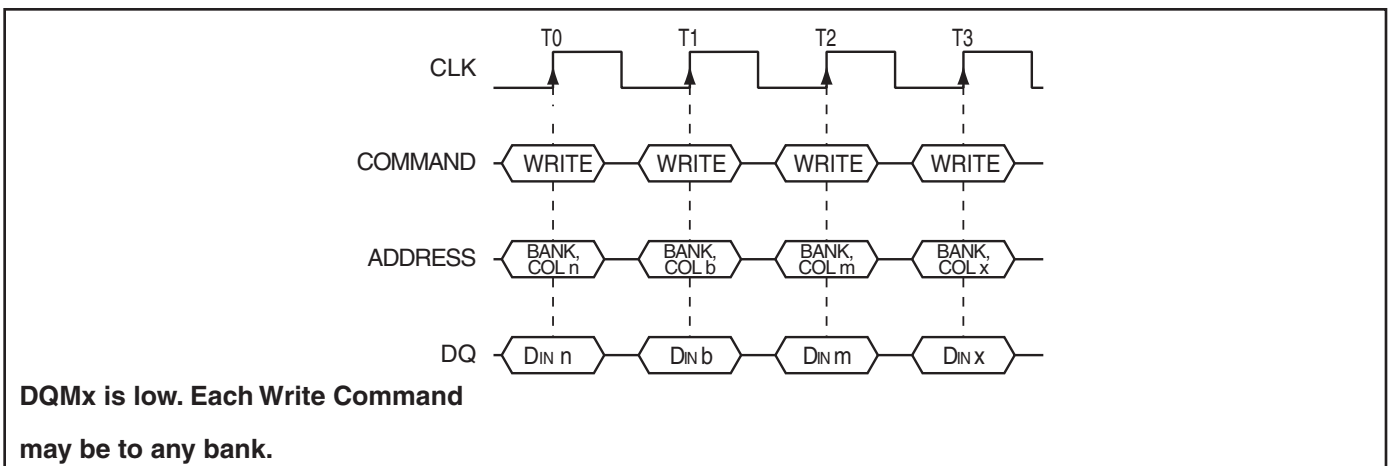 T0 T1 T2 T3
CLK
COMMAND WRITE WRITE WRITE WRITE
BANK, BANK, BANK, BANK,
ADDRESS
COL n COL b COL m COL x
DQ DIN n DIN b DIN m DIN x
DQMx is low. Each Write Command
may be to any bank.